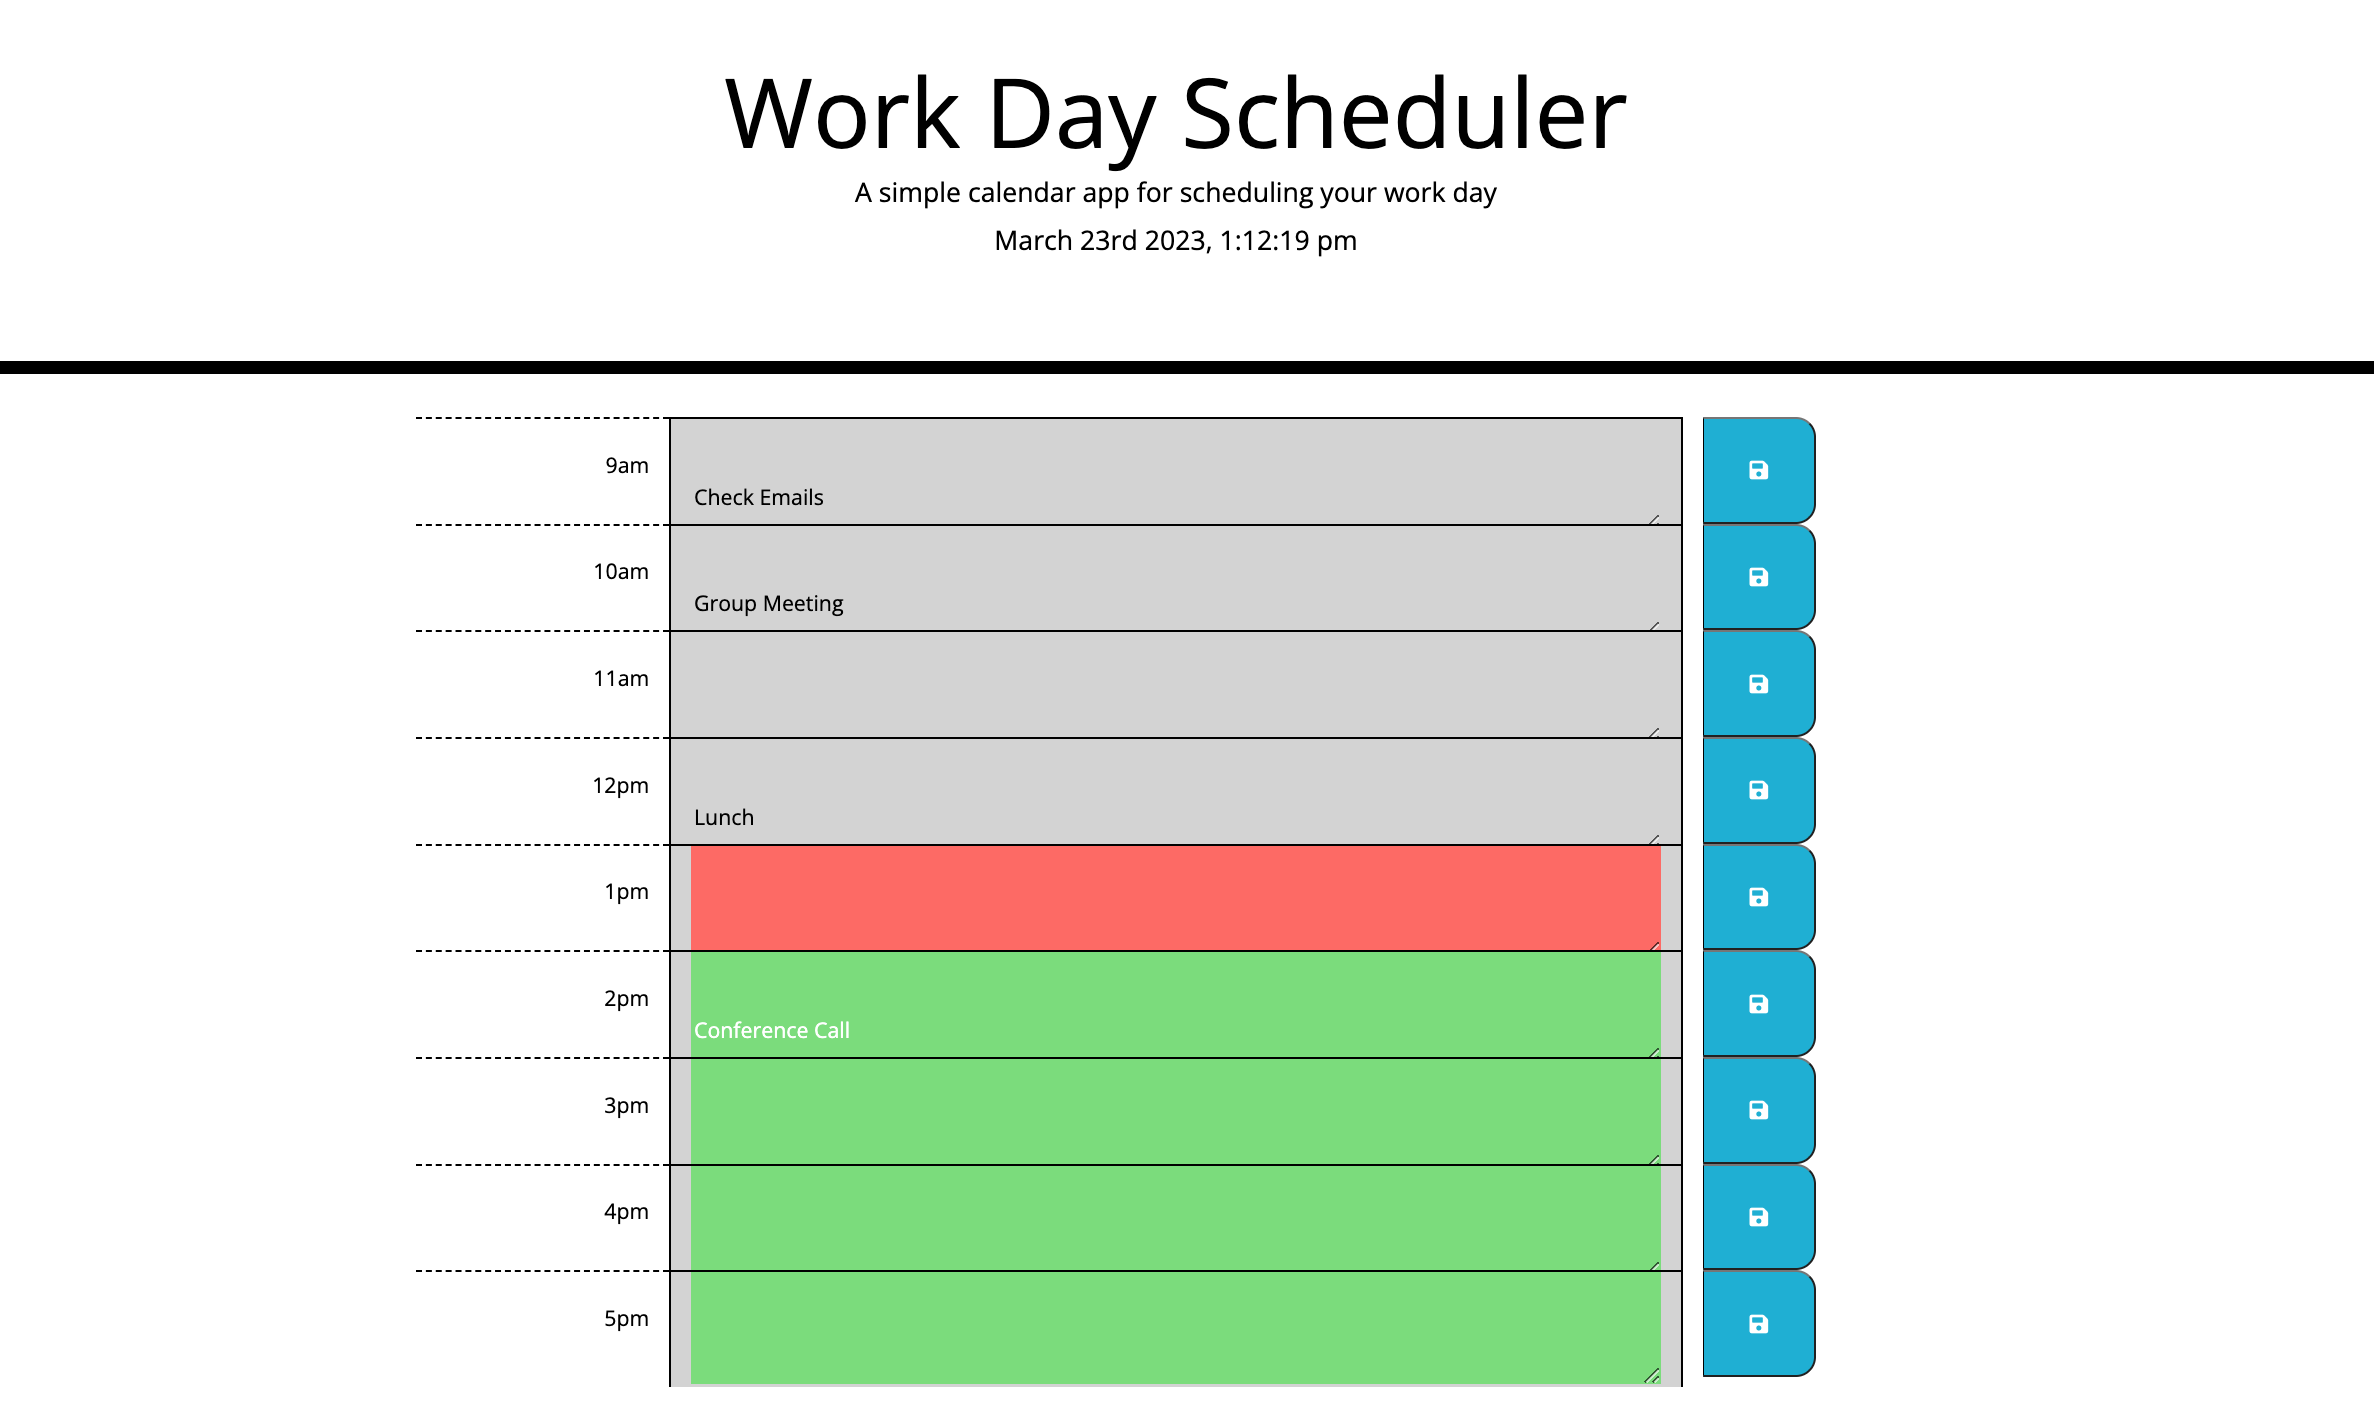 Work Day Scheduler
A simple calendar app for scheduling your work day
March 23rd 2023, 1:12:19 pm
9am
Check Emails
10am
Group Meeting
11am
12pm
Lunch
1pm
2pm
Conference Call
3pm
4pm
5pm